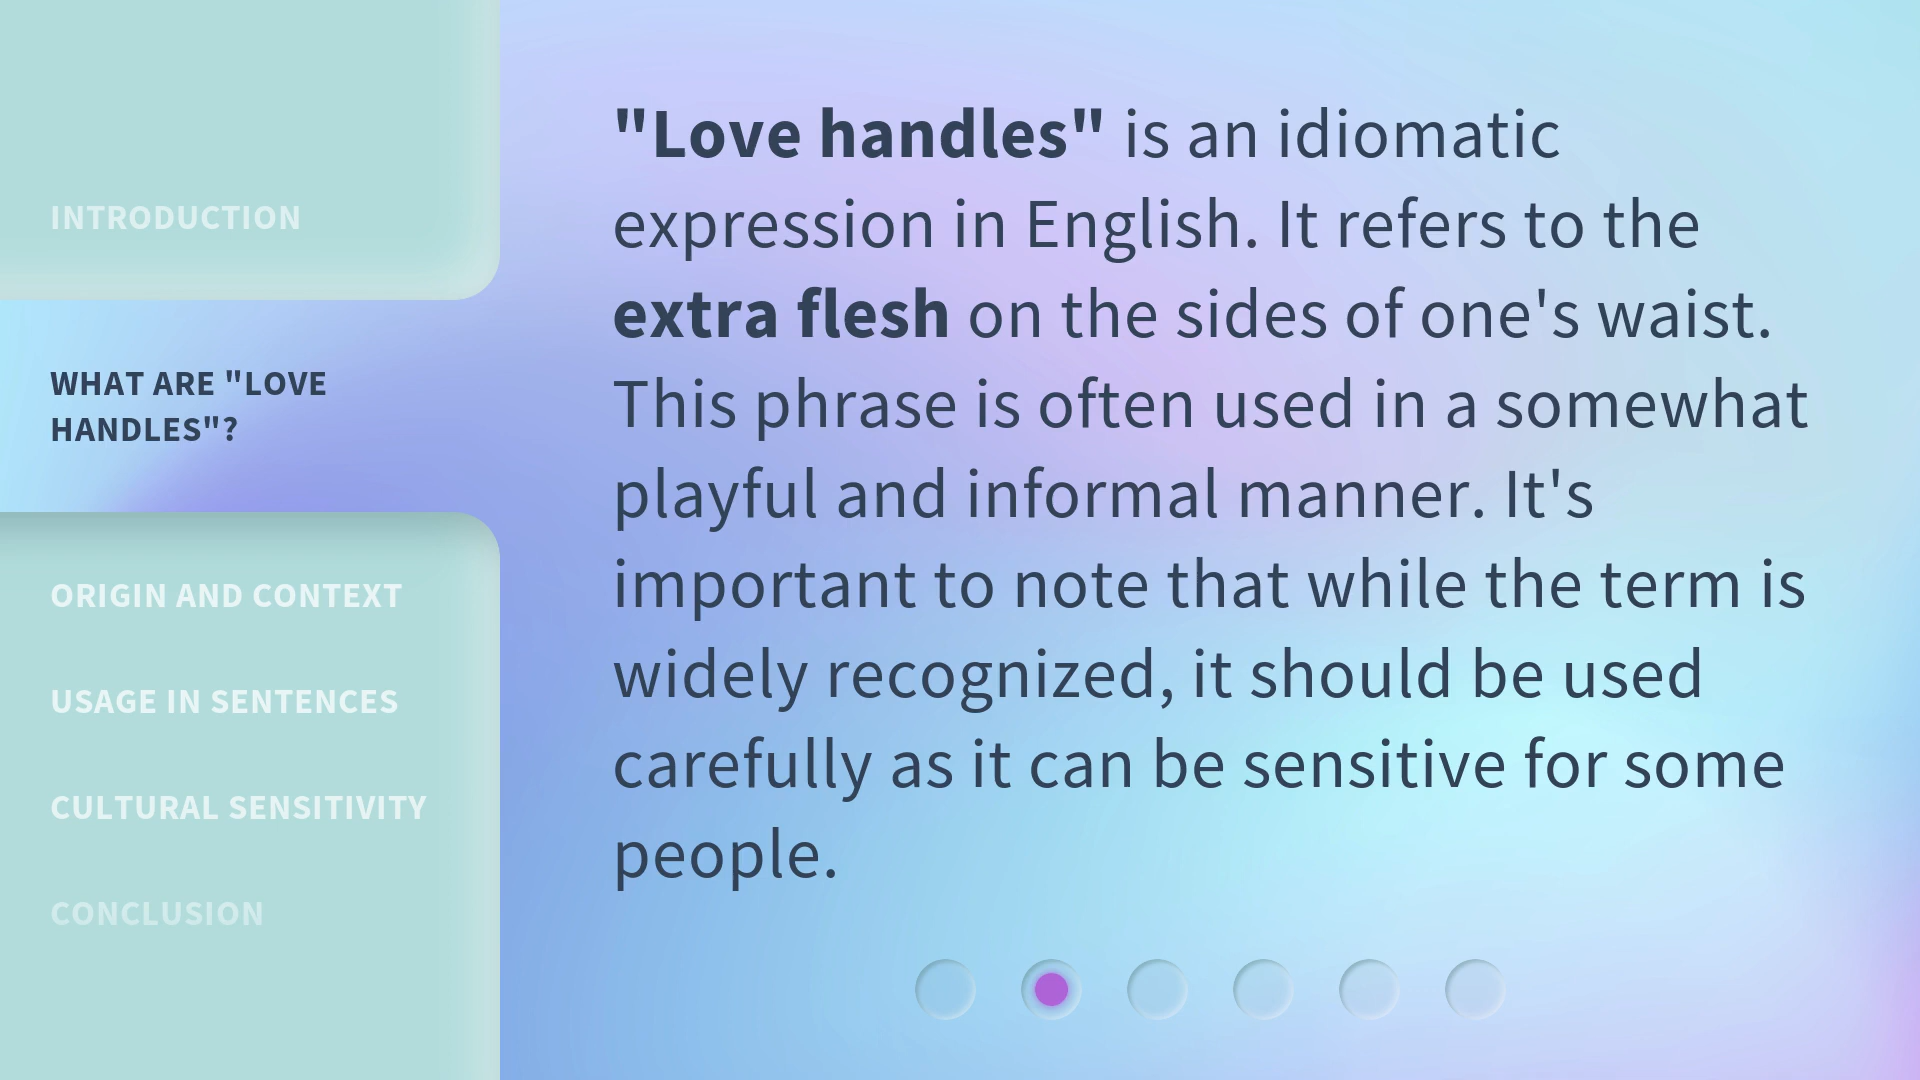 INTRODUCTION
WHAT ARE "LOVE
HANDLES"?
ORIGIN AND CONTEXT
USAGE IN SENTENCES
CULTURAL SENSITIVITY
CONCLUSION
"Love handles" is an idiomatic
expression in English. It refers to the
extra flesh on the sides of one's waist.
This phrase is often used in a somewhat
playful and informal manner. It's
important to note that while the term is
widely recognized, it should be used
carefully as it can be sensitive for some
people.